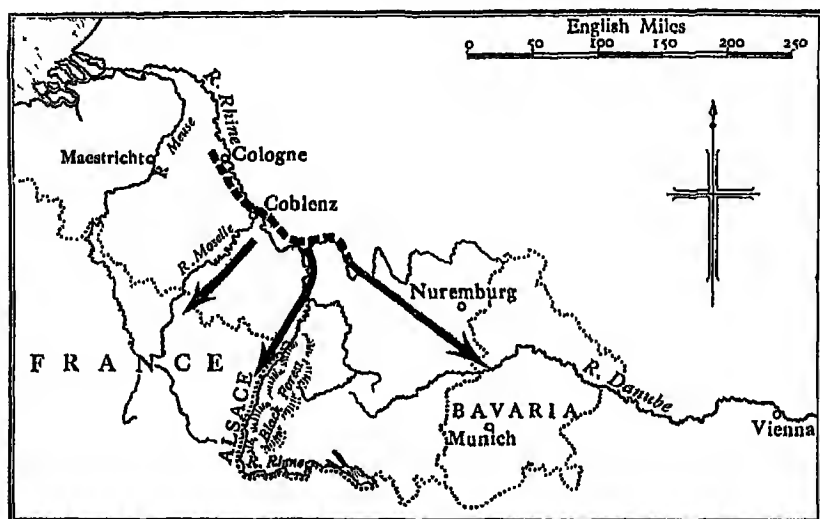 English Miles
0 50 100 150 200 250
R. Rhine
R. Meuse
Maestricht
Cologne
Coblenz
R. Moselle
Nuremburg
FRANCE
ALSACE
Black Forest
R. Danube
BAVARIA
Munich
Vienna
R. Rhine